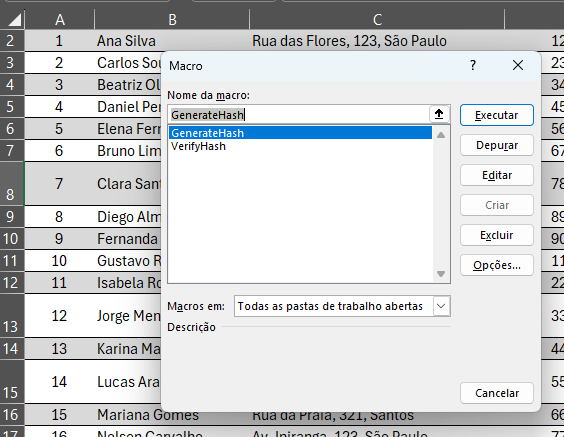 A B C
2 1 Ana Silva Rua das Flores, 123, São Paulo 12
Macro ? ×
3 2 Carlos Sou 23
4 3 Beatriz Ol 34
Nome da macro:
5 4 Daniel Per 45
GenerateHash Executar
6 5 Elena Ferr 56
GenerateHash
VerifyHash Depurar
7 6 Bruno Lim 67
Editar
8 7 Clara Sant 78
Criar
9 8 Diego Alm 89
10 9 Fernanda 90
Excluir
11 10 Gustavo R 11
Opções...
12 11 Isabela Ro 22
Macros em: Todas as pastas de trabalho abertas
13 12 Jorge Men 33
Descrição
14 13 Karina Ma 44
15 14 Lucas Ara 55
Cancelar
16 15 Mariana Gomes Rua da Praia, 321, Santos 66
17 16 Nelson Carvalho Av. Ipiranga, 123, São Paulo 77